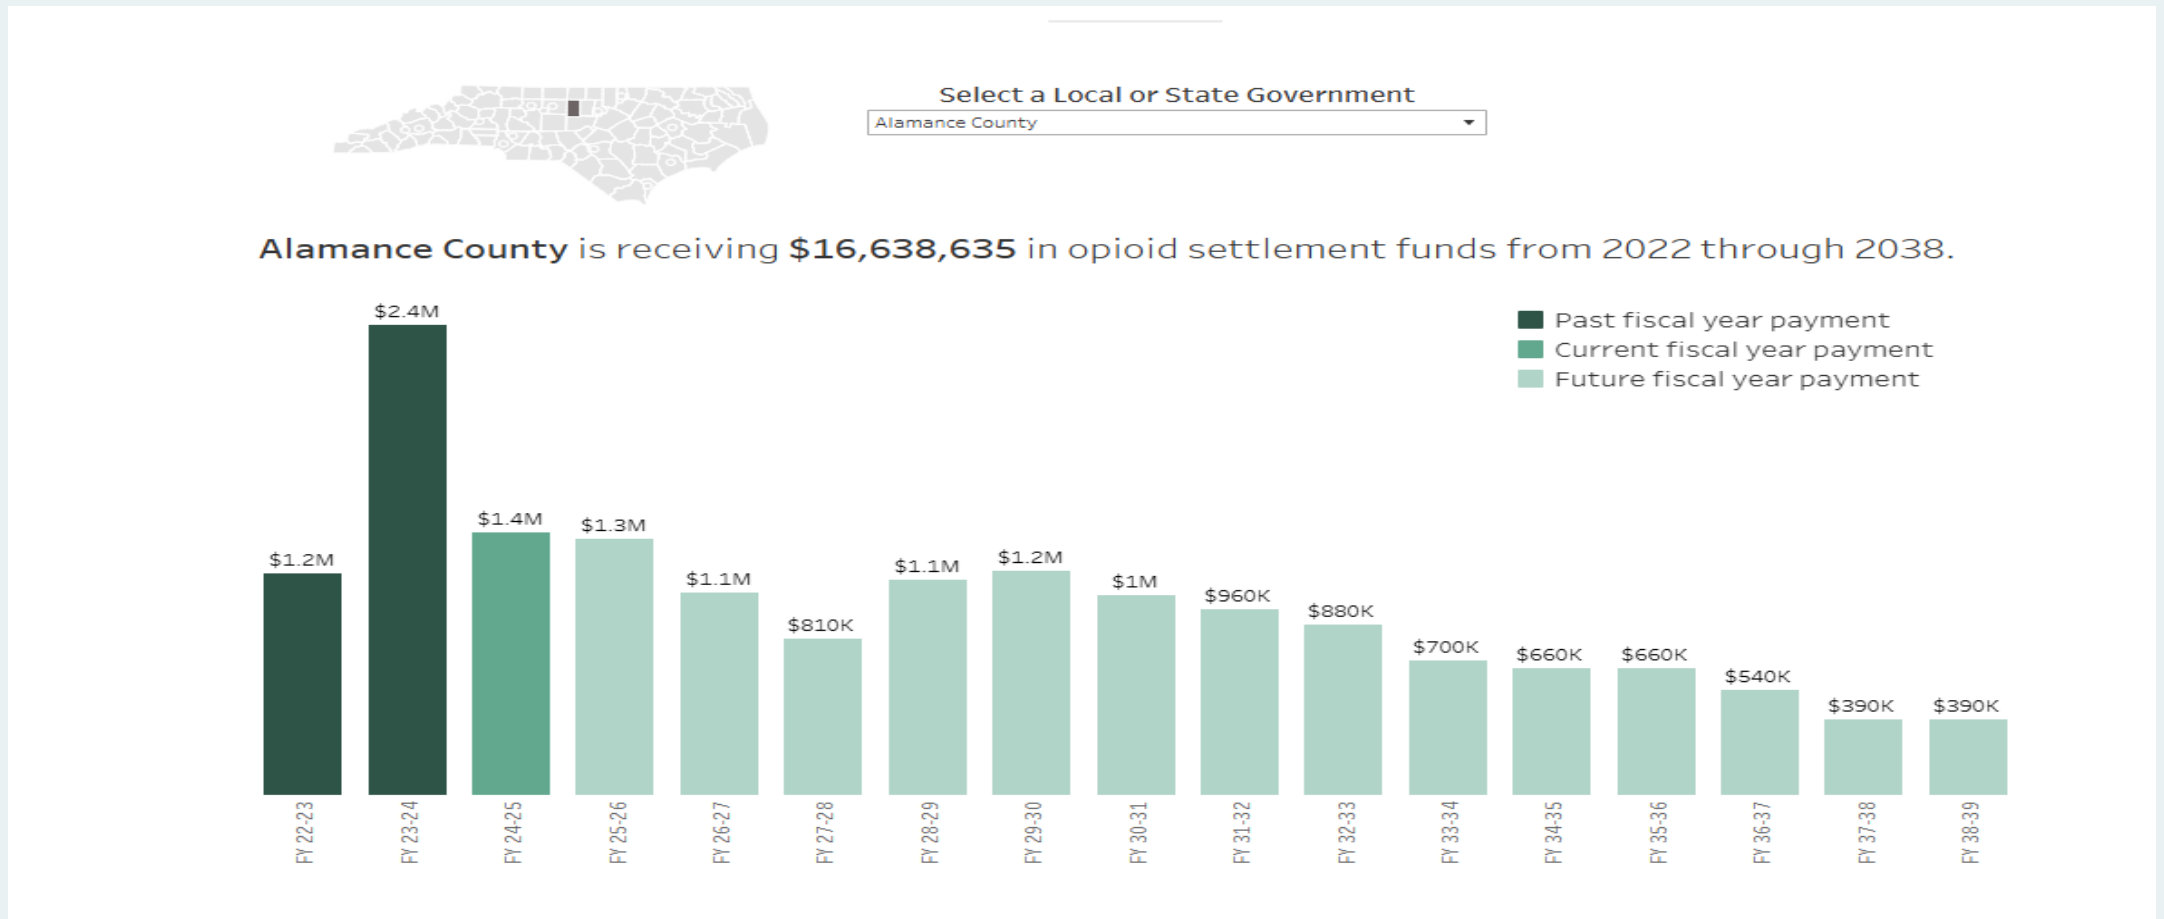 Select a Local or State Government
Alamance County
Alamance County is receiving $16,638,635 in opioid settlement funds from 2022 through 2038.
Past fiscal year payment
Current fiscal year payment
Future fiscal year payment
$1.2M
$2.4M
$1.4M
$1.3M
$1.1M
$810K
$1.1M
$1.2M
$1M
$960K
$880K
$700K
$660K
$660K
$540K
$390K
$390K
FY 22-23
FY 23-24
FY 24-25
FY 25-26
FY 26-27
FY 27-28
FY 28-29
FY 29-30
FY 30-31
FY 31-32
FY 32-33
FY 33-34
FY 34-35
FY 35-36
FY 36-37
FY 37-38
FY 38-39